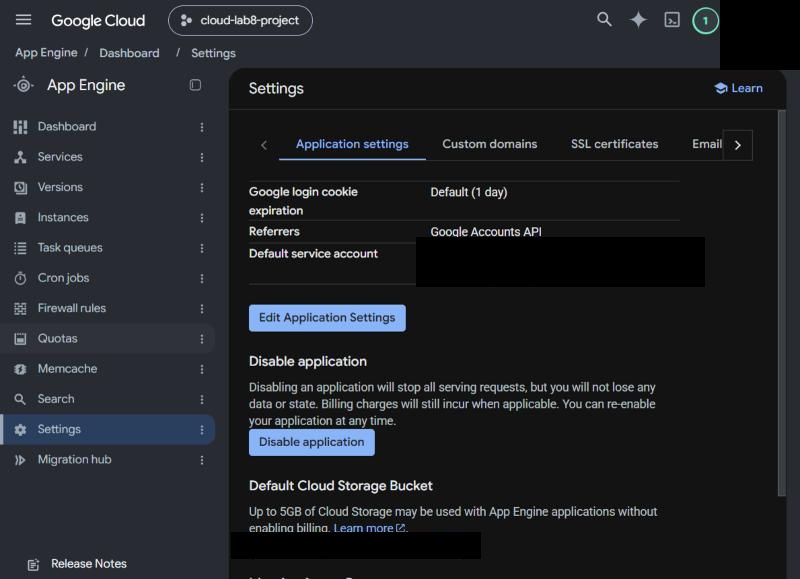 Google Cloud
cloud-lab8-project
1
App Engine / Dashboard / Settings
App Engine
Dashboard
Services
Versions
Instances
Task queues
Cron jobs
Firewall rules
Quotas
Memcache
Search
Settings
Migration hub
Release Notes
Settings
Learn
Application settings Custom domains SSL certificates Email
Google login cookie Default (1 day)
expiration
Referrers Google Accounts API
Default service account
Edit Application Settings
Disable application
Disabling an application will stop all serving requests, but you will not lose any
data or state. Billing charges will still incur when applicable. You can re-enable
your application at any time.
Disable application
Default Cloud Storage Bucket
Up to 5GB of Cloud Storage may be used with App Engine applications without
enabling billing. Learn more.